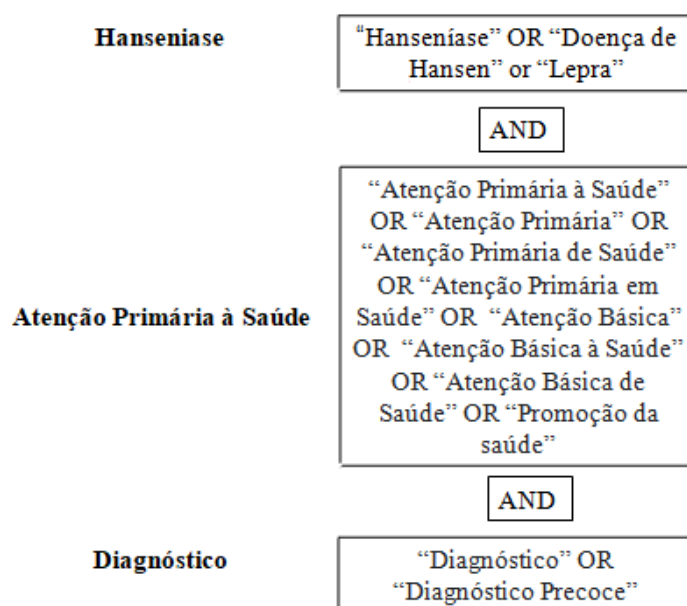 Hanseniase
“Hanseníase” OR “Doença de
Hansen” or “Lepra”
AND
Atenção Primária à Saúde
“Atenção Primária à Saúde”
OR “Atenção Primária” OR
“Atenção Primária de Saúde”
OR “Atenção Primária em
Saúde” OR “Atenção Básica”
OR “Atenção Básica à Saúde”
OR “Atenção Básica de
Saúde” OR “Promoção da
saúde”
AND
Diagnóstico
“Diagnóstico” OR
“Diagnóstico Precoce”